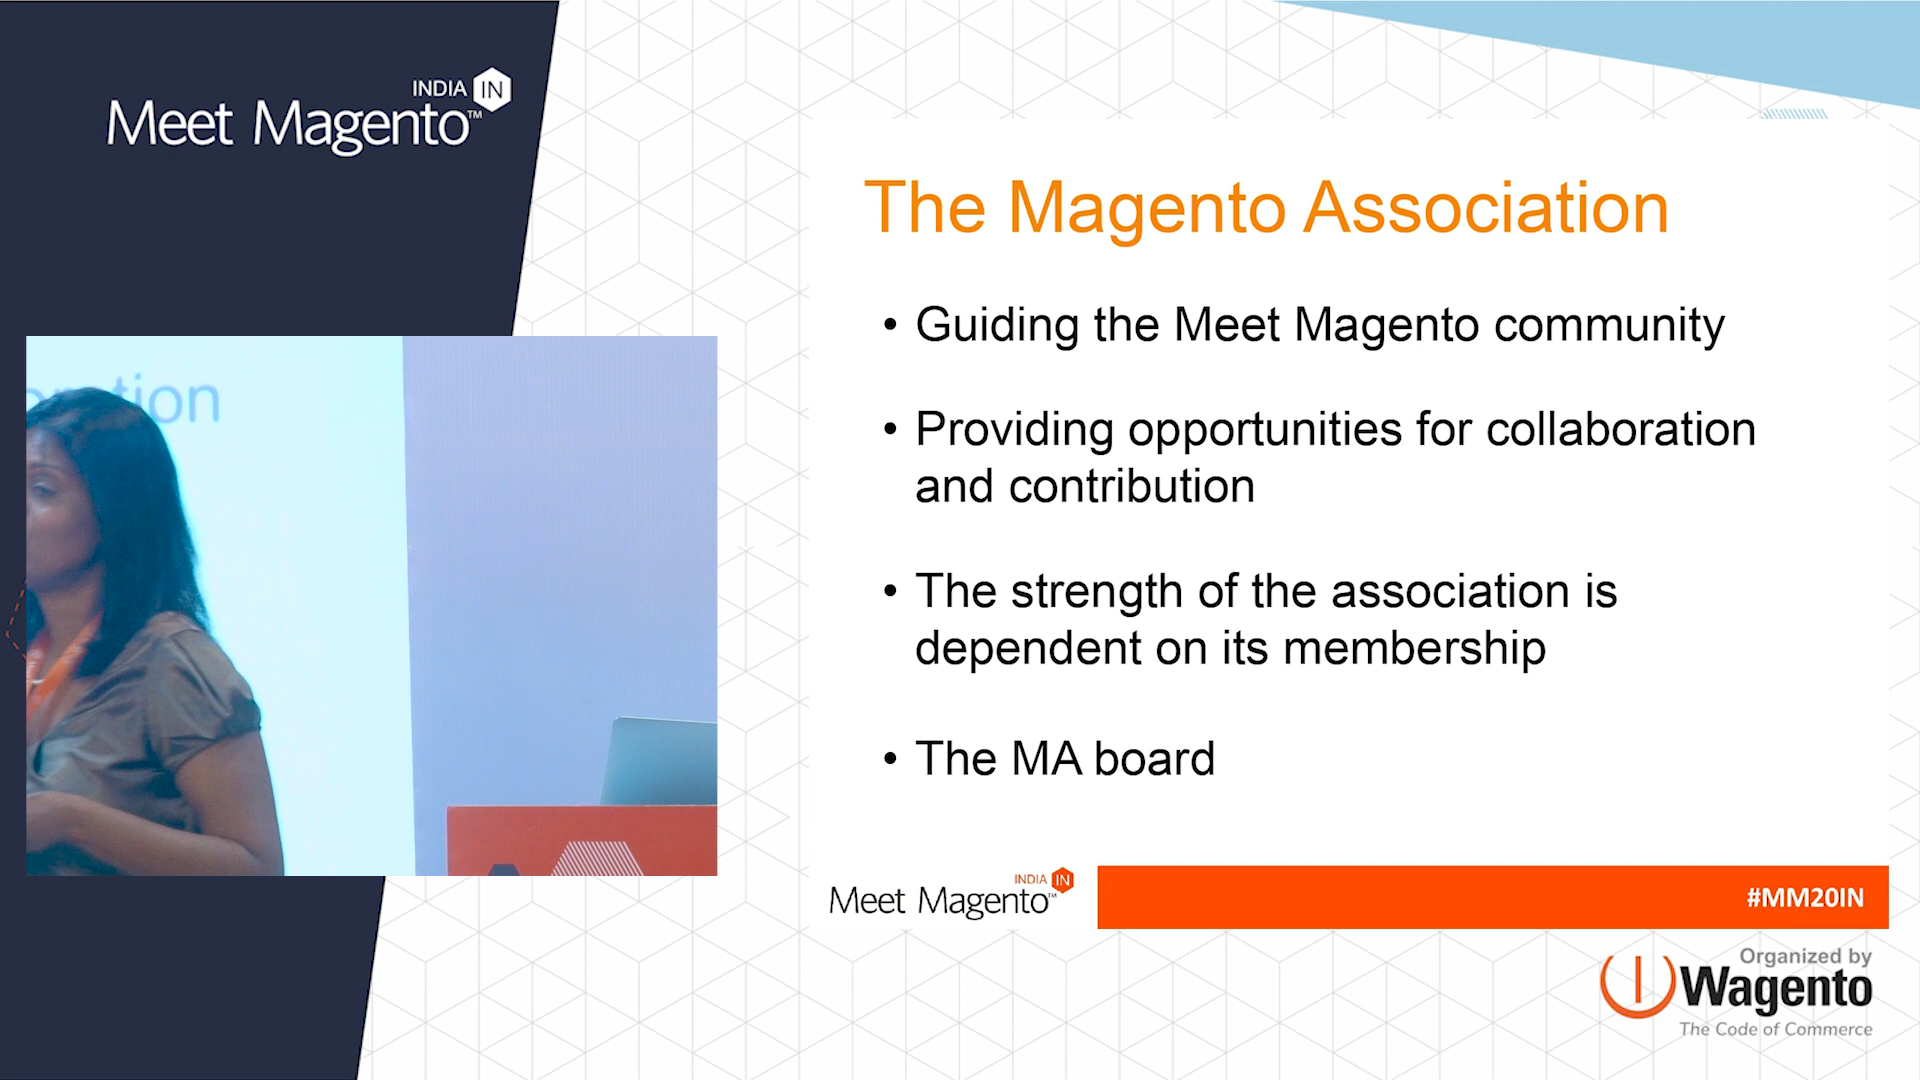 INDIA IN
Meet Magento™
The Magento Association
• Guiding the Meet Magento community
• Providing opportunities for collaboration
and contribution
• The strength of the association is
dependent on its membership
• The MA board
INDIA IN
Meet Magento™
#MM20IN
Organized by
Wagento
The Code of Commerce